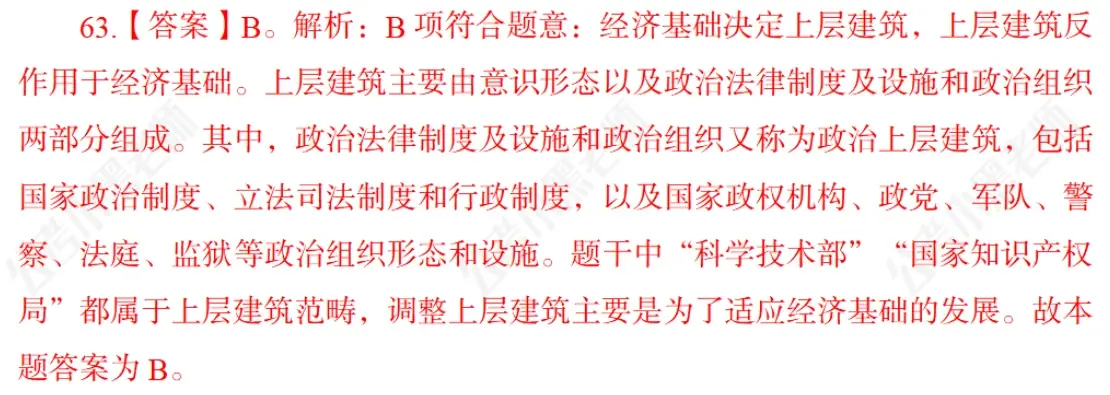 63.【答案】B。解析：B 项符合题意：经济基础决定上层建筑，上层建筑反
作用于经济基础。上层建筑主要由意识形态以及政治法律制度及设施和政治组织
两部分组成。其中，政治法律制度及设施和政治组织又称为政治上层建筑，包括
国家政治制度、立法司法制度和行政制度，以及国家政权机构、政党、军队、警
察、法庭、监狱等政治组织形态和设施。题干中“科学技术部”“国家知识产权
局”都属于上层建筑范畴，调整上层建筑主要是为了适应经济基础的发展。故本
题答案为 B。